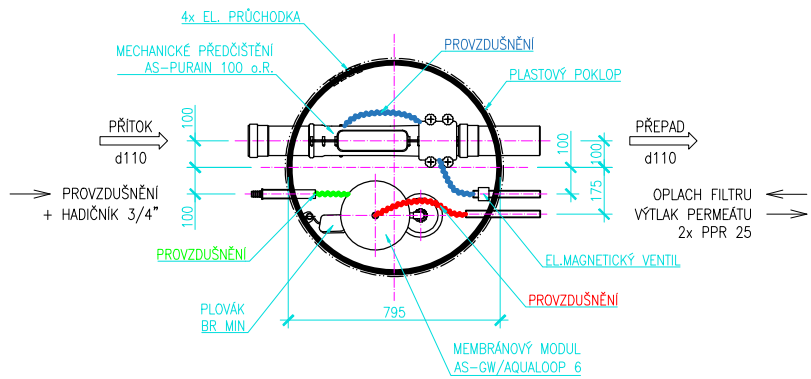 4x EL. PRŮCHODKA
PROVZDUŠNĚNÍ
MECHANICKÉ PŘEDČIŠTĚNÍ
AS-PURAIN 100 o.R.
PLASTOVÝ POKLOP
PŘÍTOK
d110
100
100
100
100
175
PŘEPAD
d110
PROVZDUŠNĚNÍ
+ HADIČNÍK 3/4"
OPLACH FILTRU
VÝTLAK PERMEÁTU
2x PPR 25
PROVZDUŠNĚNÍ
EL.MAGNETICKÝ VENTIL
PLOVÁK
BR MIN
795
PROVZDUŠNĚNÍ
MEMBRÁNOVÝ MODUL
AS-GW/AQUALOOP 6